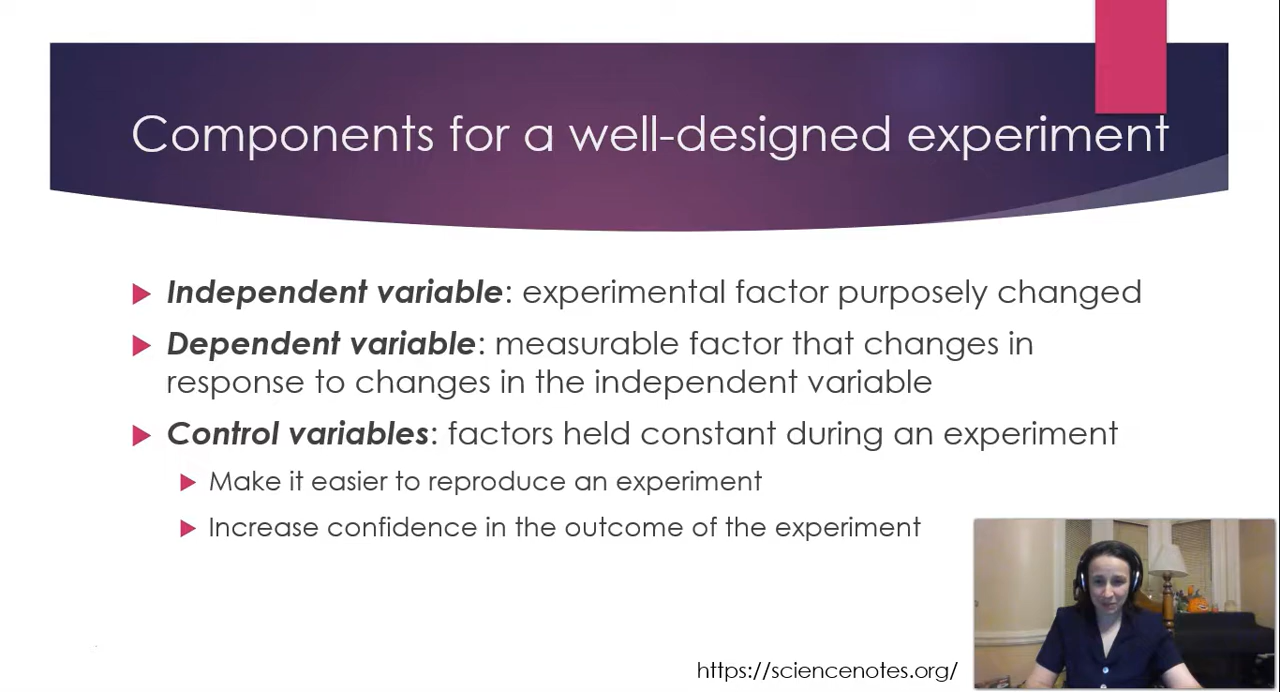 Components for a well-designed experiment
Independent variable: experimental factor purposely changed
Dependent variable: measurable factor that changes in
response to changes in the independent variable
Control variables: factors held constant during an experiment
Make it easier to reproduce an experiment
Increase confidence in the outcome of the experiment
https://sciencenotes.org/